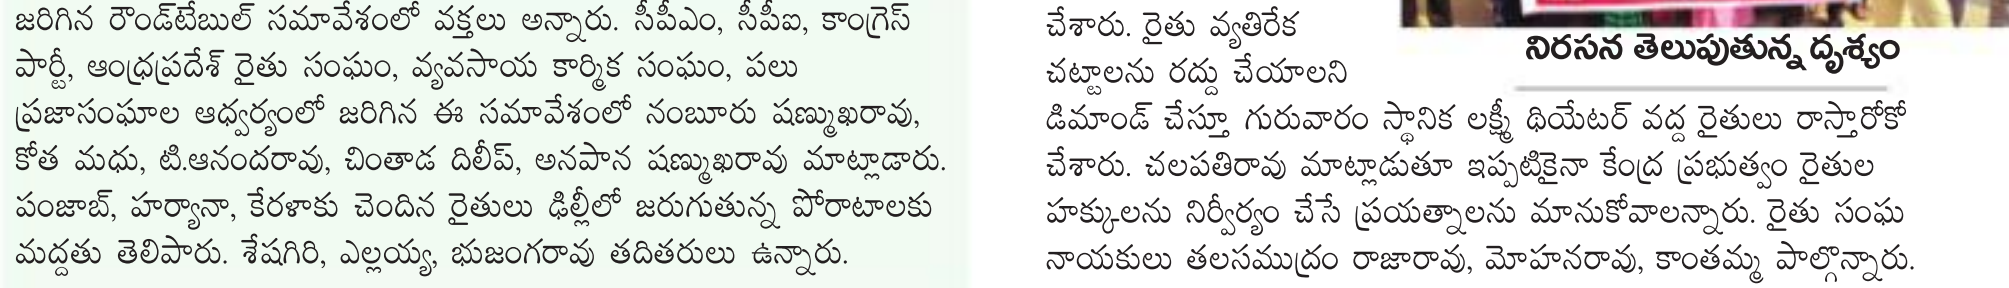 జరిగిన రౌండ్‌టేబుల్ సమావేశంలో వక్తలు అన్నారు. సీపీఎం, సీపీఐ, కాంగ్రెస్
పార్టీ, ఆంధ్రప్రదేశ్ రైతు సంఘం, వ్యవసాయ కార్మిక సంఘం, పలు
ప్రజాసంఘాల ఆధ్వర్యంలో జరిగిన ఈ సమావేశంలో నంబూరు షణ్ముఖరావు,
కోత మధు, టి.ఆనందరావు, చింతాడ దిలీప్, అనపాన షణ్ముఖరావు మాట్లాడారు.
పంజాబ్, హర్యానా, కేరళాకు చెందిన రైతులు ఢిల్లీలో జరుగుతున్న పోరాటాలకు
మద్దతు తెలిపారు. శేషగిరి, ఎల్లయ్య, భుజంగరావు తదితరులు ఉన్నారు.
చేశారు. రైతు వ్యతిరేక
చట్టాలను రద్దు చేయాలని
డిమాండ్ చేస్తూ గురువారం స్థానిక లక్ష్మీ థియేటర్ వద్ద రైతులు రాస్తారోకో
చేశారు. చలపతిరావు మాట్లాడుతూ ఇప్పటికైనా కేంద్ర ప్రభుత్వం రైతుల
హక్కులను నిర్వీర్యం చేసే ప్రయత్నాలను మానుకోవాలన్నారు. రైతు సంఘ
నాయకులు తలసముద్రం రాజారావు, మోహనరావు, కాంతమ్మ పాల్గొన్నారు.
నిరసన తెలుపుతున్న దృశ్యం